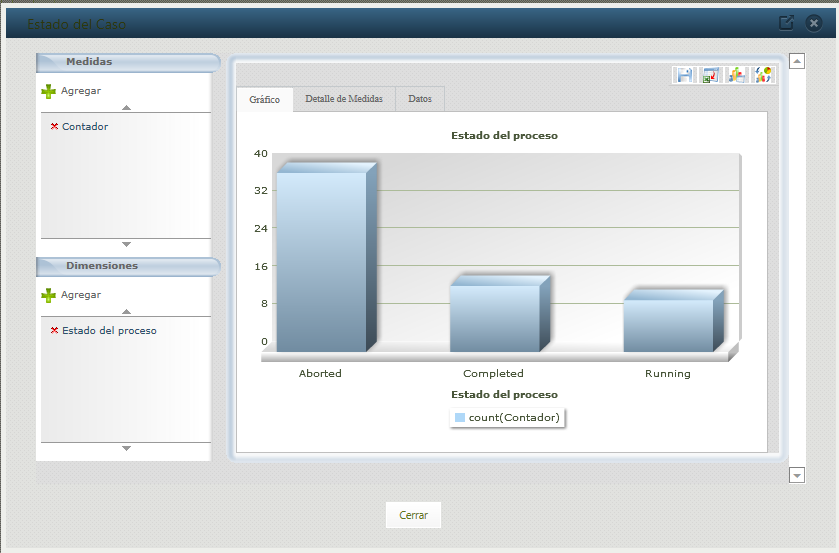 Estado del Caso
Medidas
Agregar
Contador
Dimensiones
Agregar
Estado del proceso
Gráfico
Detalle de Medidas
Datos
Estado del proceso
40
32
24
16
8
0
Aborted
Completed
Running
Estado del proceso
count(Contador)
Cerrar